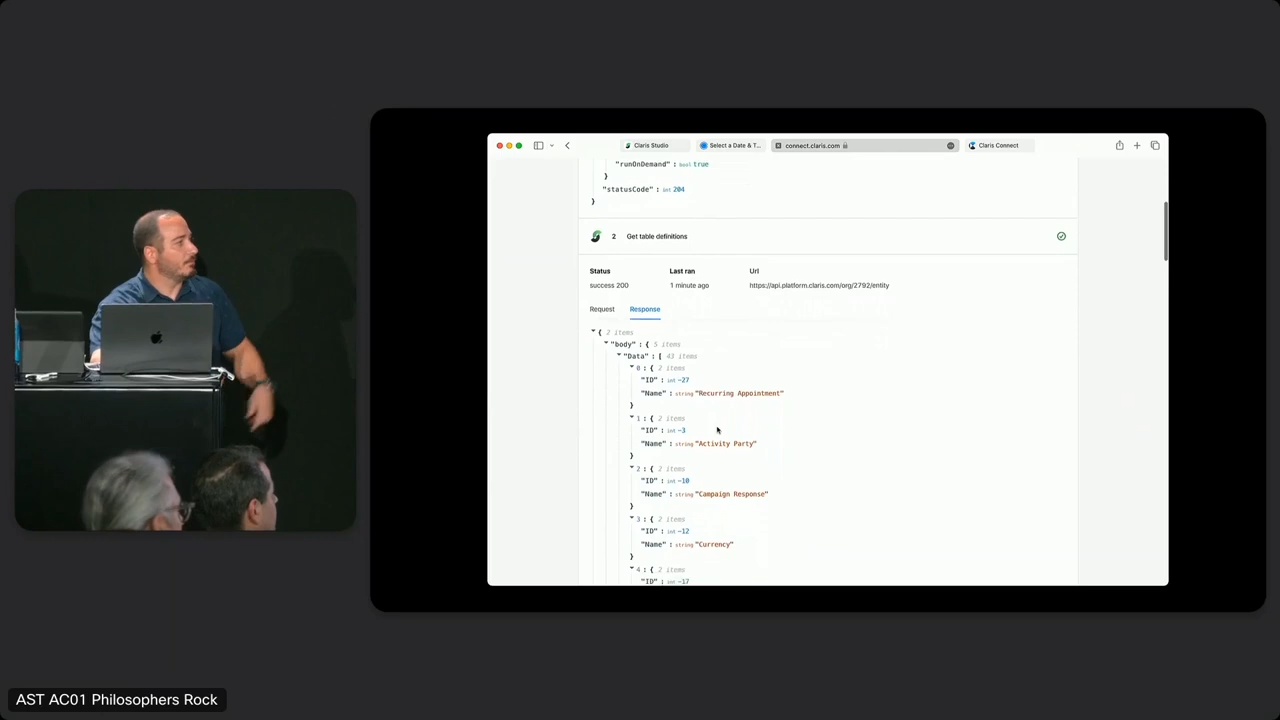 Claris Studio
Select a Date & T...
connect.claris.com
Claris Connect
"runOnDemand" : bool true
}
"statusCode" : int 204
}
2 Get table definitions
Status Last ran Url
success 200 1 minute ago https://api.platform.claris.com/org/2792/entity
Request Response
{ 2 items
"body" : { 5 items
"Data" : [ 43 items
0 : { 2 items
"ID" : int -27
"Name" : string "Recurring Appointment"
}
1 : { 2 items
"ID" : int -3
"Name" : string "Activity Party"
}
2 : { 2 items
"ID" : int -10
"Name" : string "Campaign Response"
}
3 : { 2 items
"ID" : int -12
"Name" : string "Currency"
}
4 : { 2 items
"ID" : int -17
AST AC01 Philosophers Rock